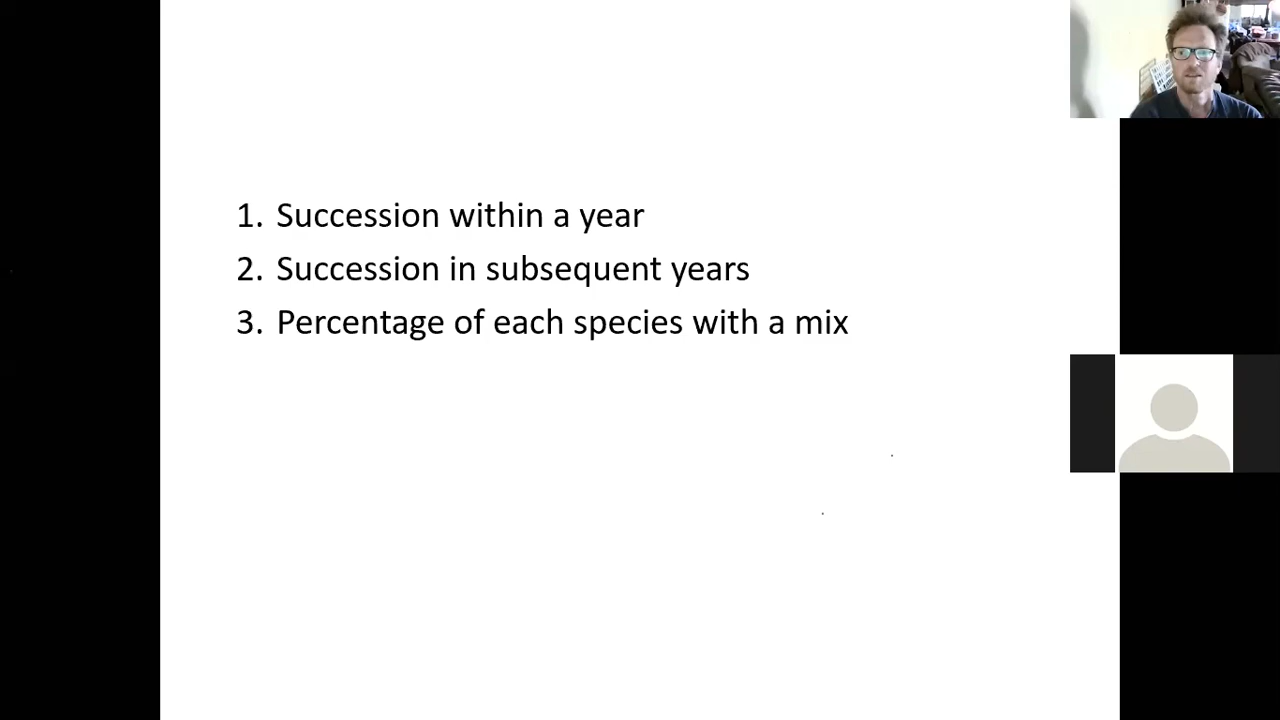 1. Succession within a year
2. Succession in subsequent years
3. Percentage of each species with a mix